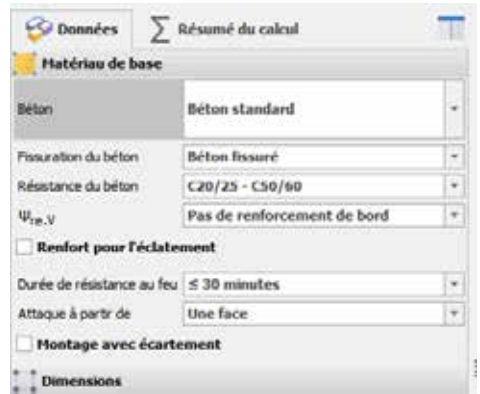 Données Résumé du calcul
Matériau de base
Béton Béton standard
Fissuration du béton Béton fissuré
Résistance du béton C20/25 - C50/60
Ψre,V Pas de renforcement de bord
Renfort pour l'éclatement
Durée de résistance au feu ≤ 30 minutes
Attaque à partir de Une face
Montage avec écartement
Dimensions